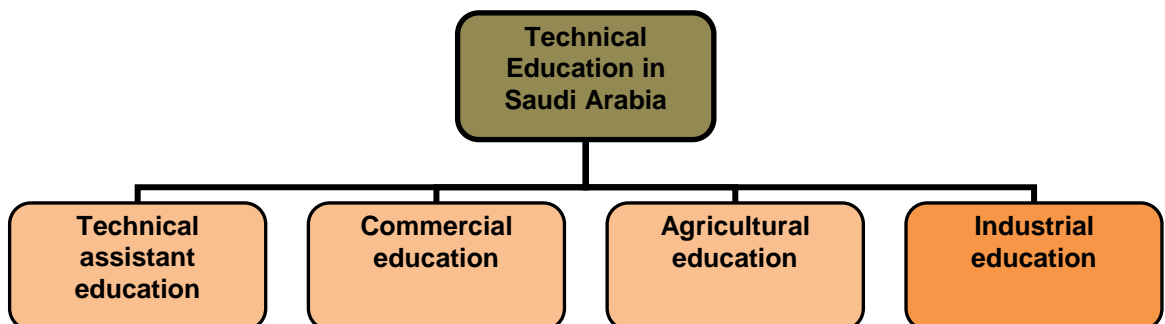 Technical
Education in
Saudi Arabia
Technical
assistant
education
Commercial
education
Agricultural
education
Industrial
education